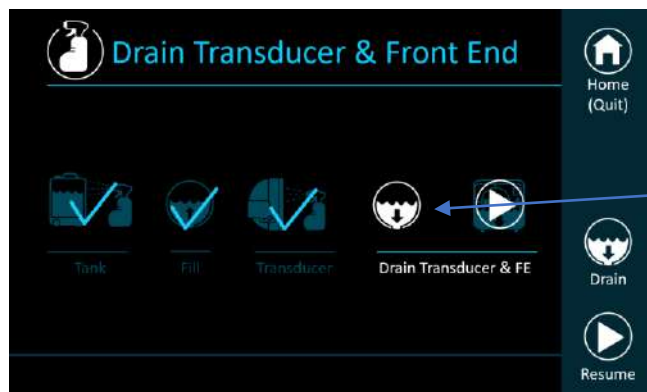 Drain Transducer & Front End
Home
(Quit)
Tank
Fill
Transducer
Drain Transducer & FE
Drain
Resume